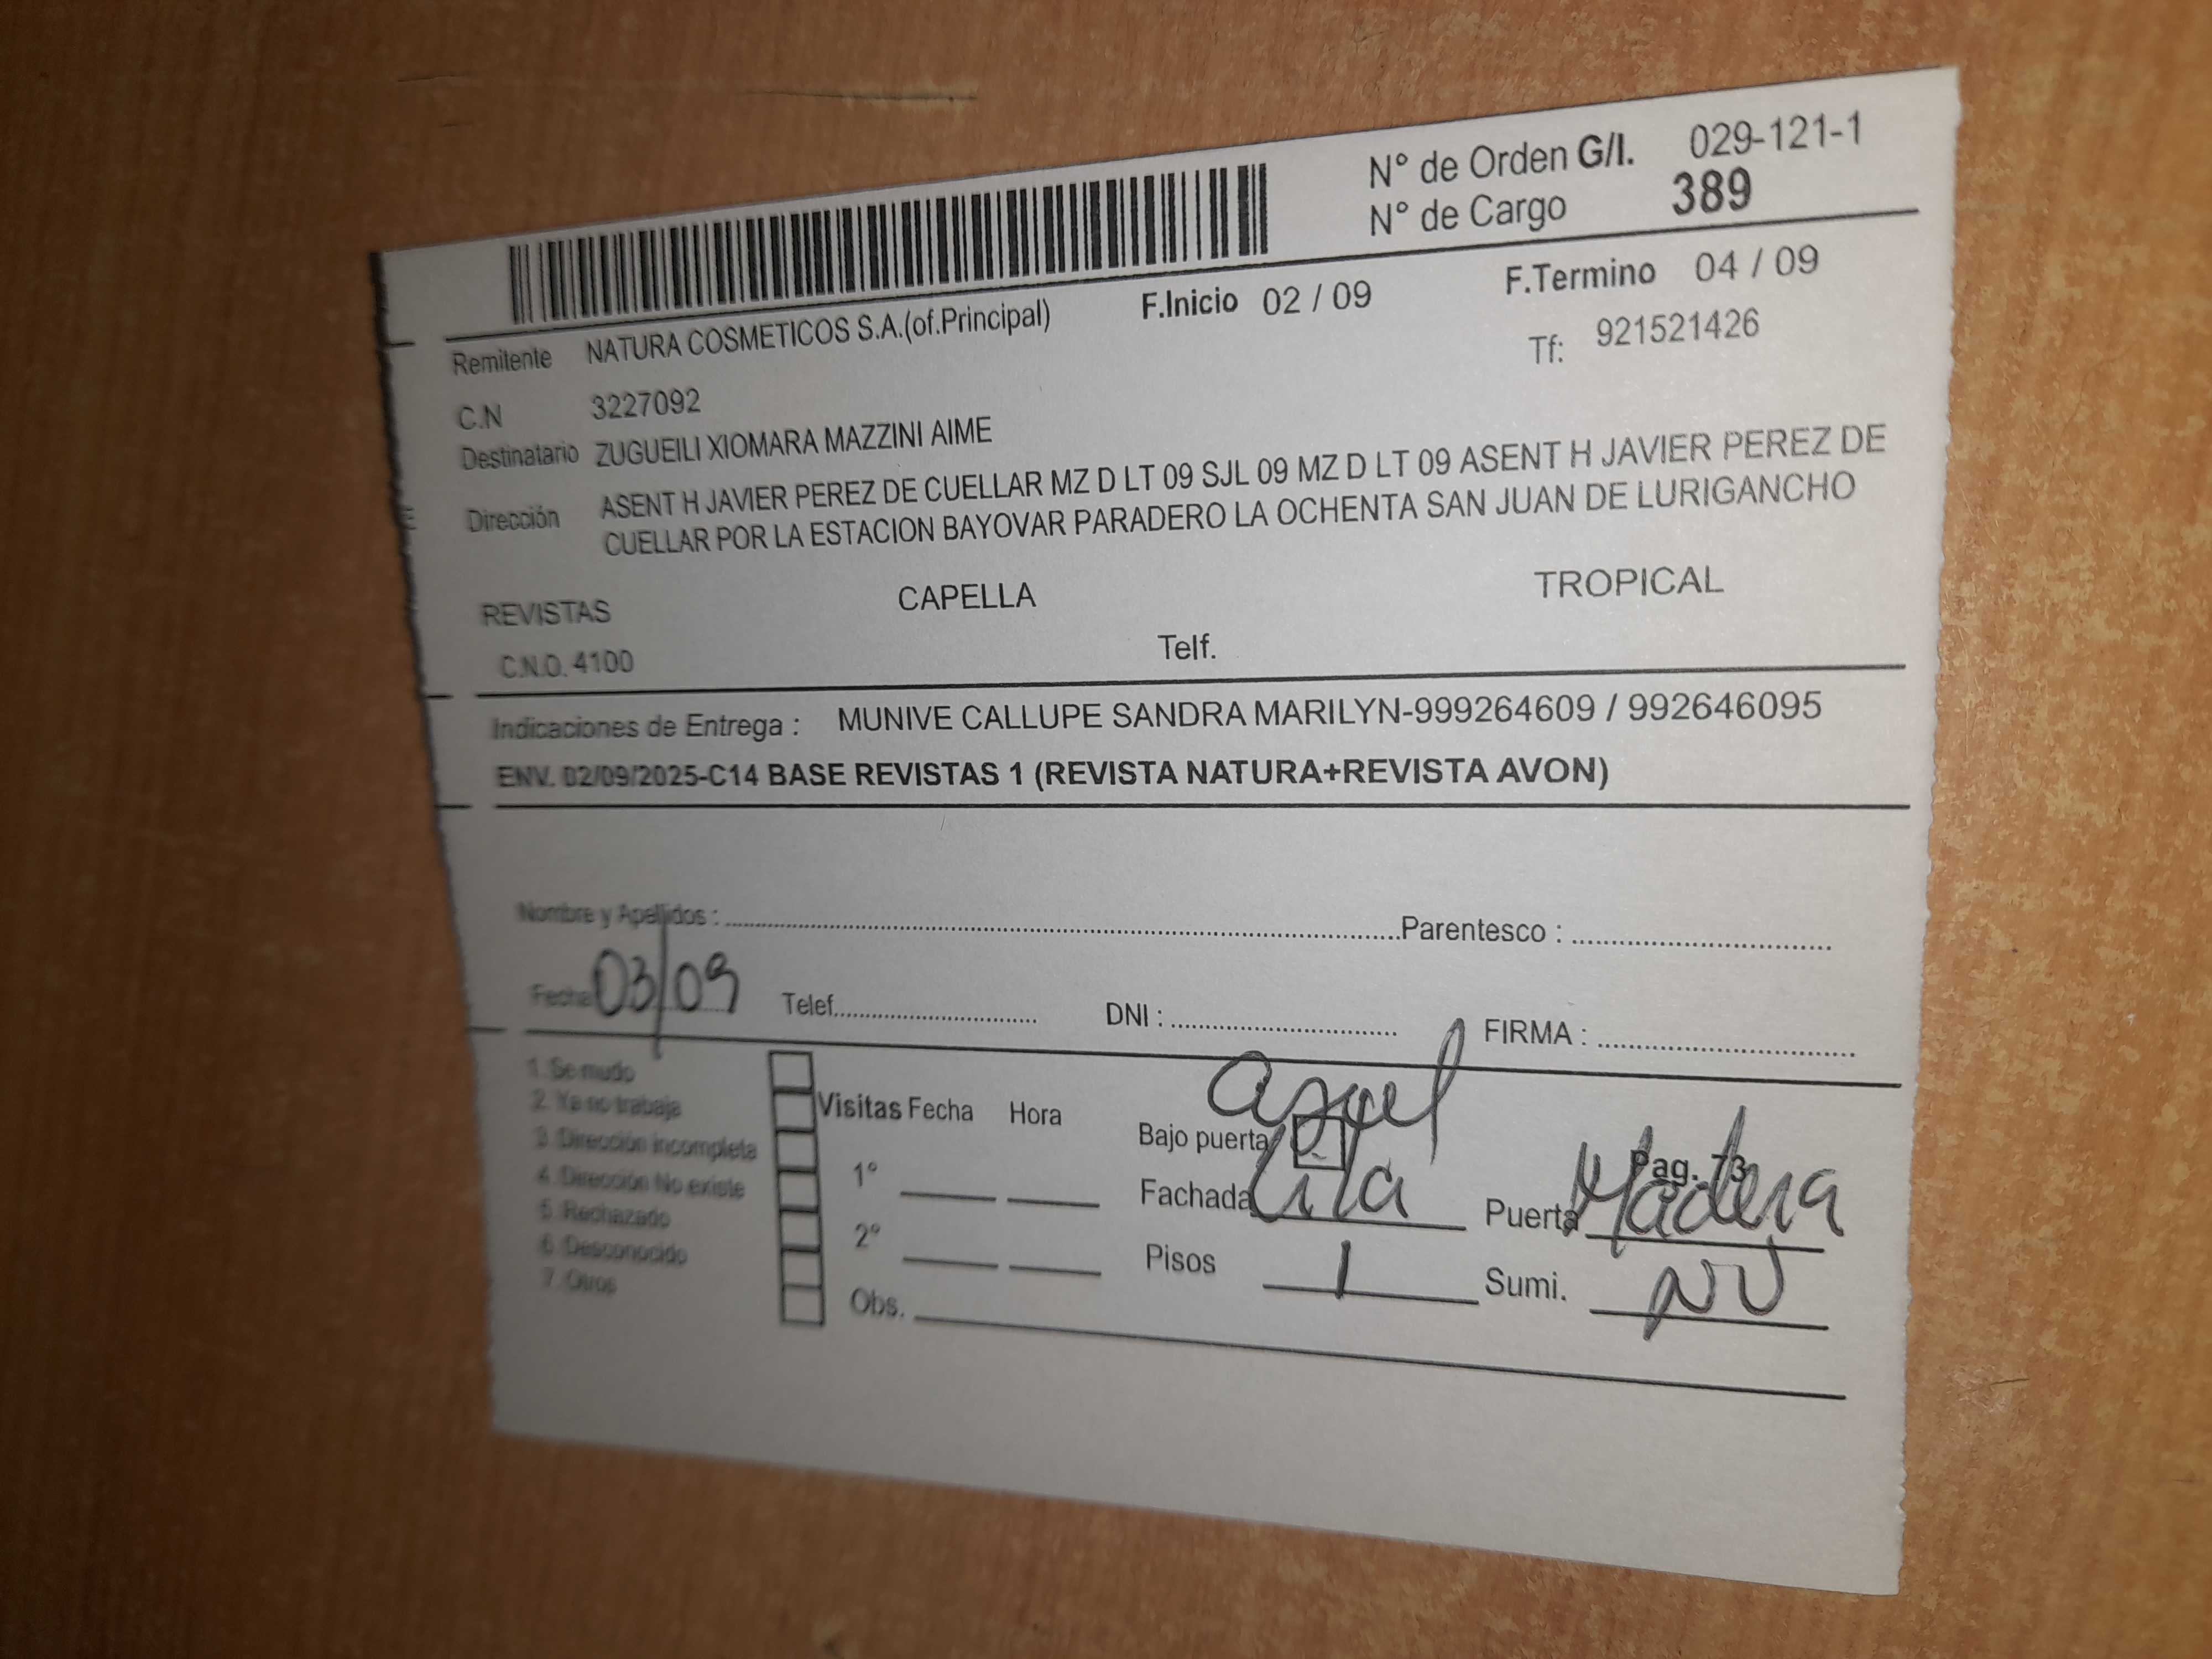 N° de Orden G/I. 029-121-1
N° de Cargo 389
F.Inicio 02 / 09 F.Termino 04 / 09
Remitente NATURA COSMETICOS S.A.(of.Principal) Tf: 921521426
C.N 3227092
Destinatario ZUGUEILI XIOMARA MAZZINI AIME
Dirección ASENT H JAVIER PEREZ DE CUELLAR MZ D LT 09 SJL 09 MZ D LT 09 ASENT H JAVIER PEREZ DE
CUELLAR POR LA ESTACION BAYOVAR PARADERO LA OCHENTA SAN JUAN DE LURIGANCHO
REVISTAS CAPELLA TROPICAL
C.N.O. 4100 Telf.
Indicaciones de Entrega : MUNIVE CALLUPE SANDRA MARILYN-999264609 / 992646095
ENV. 02/09/2025-C14 BASE REVISTAS 1 (REVISTA NATURA+REVISTA AVON)
Nombre y Apellidos : Parentesco :
Fecha 03/09 Telef. DNI : FIRMA :
1. Se mudo
2. Ya no trabaja
3. Dirección incompleta
4. Dirección No existe
5. Rechazado
6. Desconocido
7. Otros
Visitas Fecha Hora
1°
2°
Obs.
Bajo puerta
Pag. 73
Fachada lila Puerta Madera
Pisos 1 Sumi.